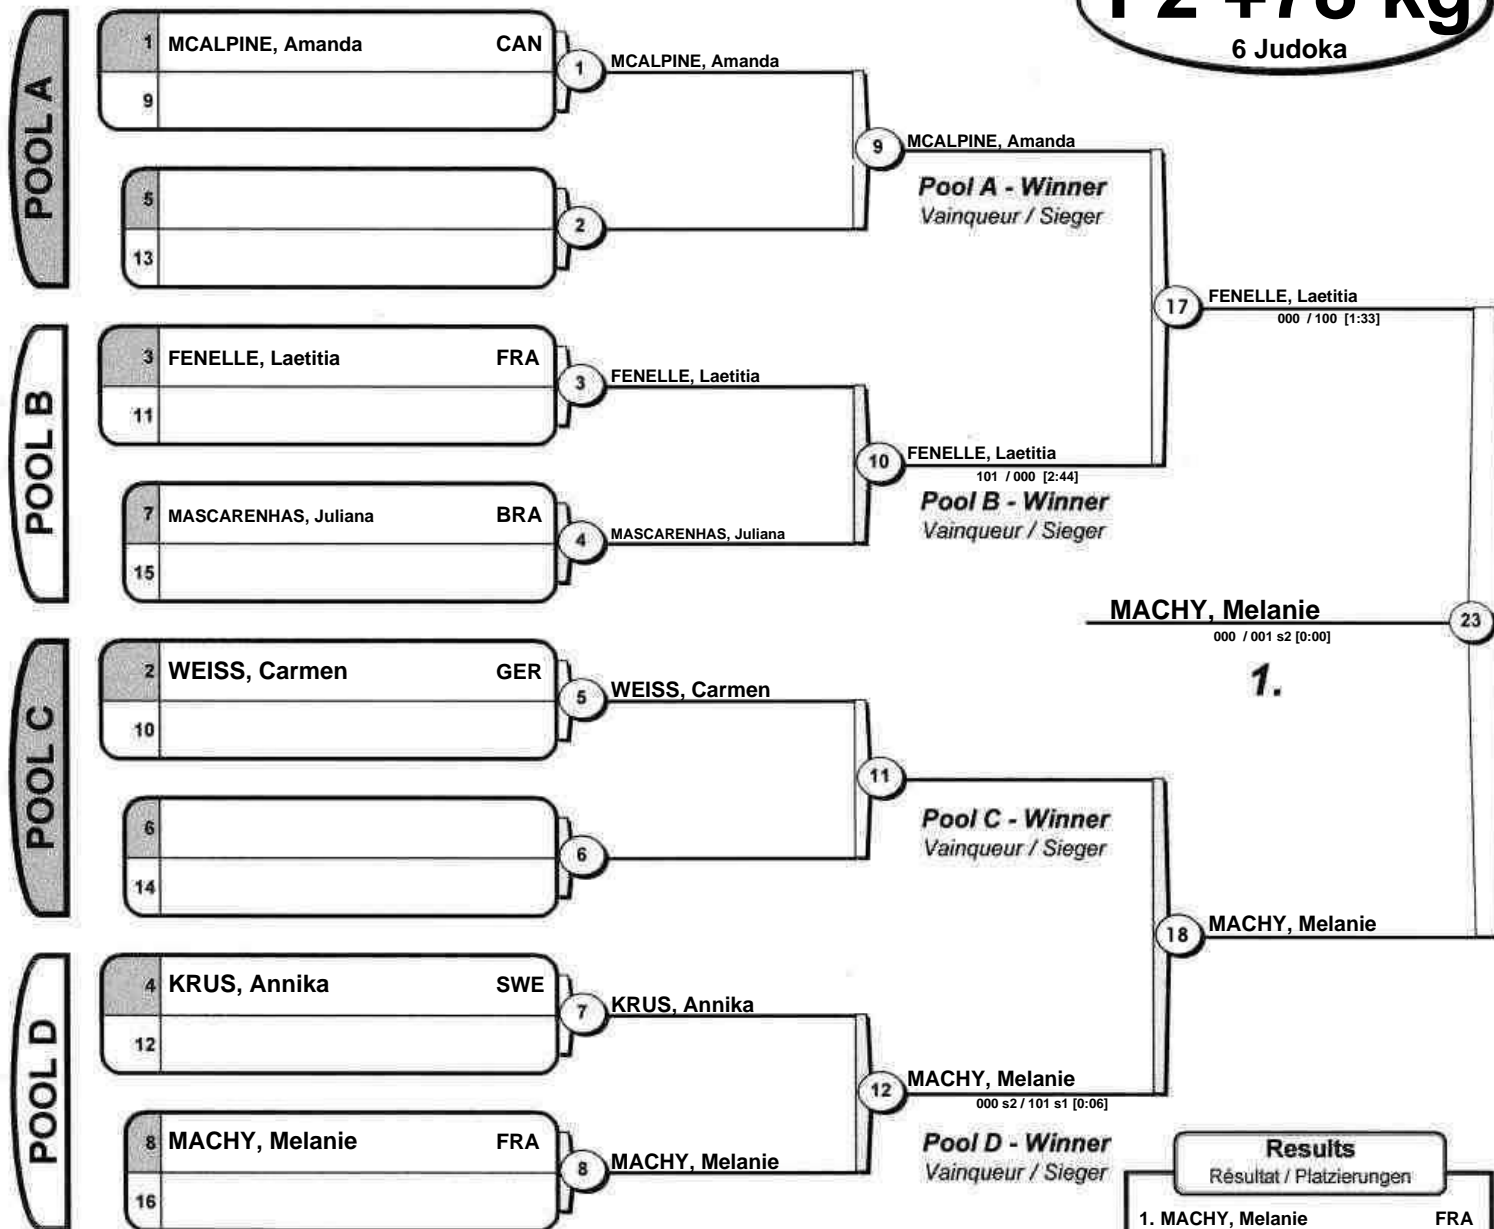 6 Judoka
POOL A
1 MCALPINE, Amanda CAN
9
1 MCALPINE, Amanda
5
13
2
9 MCALPINE, Amanda
Pool A - Winner
Vainqueur / Sieger
POOL B
3 FENELLE, Laetitia FRA
11
3 FENELLE, Laetitia
7 MASCARENHAS, Juliana BRA
15
4 MASCARENHAS, Juliana
10 FENELLE, Laetitia
101 / 000 [2:44]
Pool B - Winner
Vainqueur / Sieger
17 FENELLE, Laetitia
000 / 100 [1:33]
MACHY, Melanie 23
000 / 001 s2 [0:00]
1.
POOL C
2 WEISS, Carmen GER
10
5 WEISS, Carmen
6
14
6
11
Pool C - Winner
Vainqueur / Sieger
18 MACHY, Melanie
POOL D
4 KRUS, Annika SWE
12
7 KRUS, Annika
8 MACHY, Melanie FRA
16
8 MACHY, Melanie
12 MACHY, Melanie
000 s2 / 101 s1 [0:06]
Pool D - Winner
Vainqueur / Sieger
Results
Résultat / Platzierungen
1. MACHY, Melanie FRA